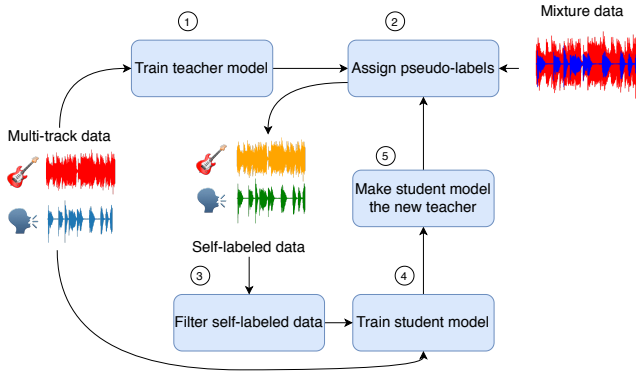 1
2
Mixture data
Train teacher model
Assign pseudo-labels
Multi-track data
5
Make student model
the new teacher
Self-labeled data
3
4
Filter self-labeled data
Train student model